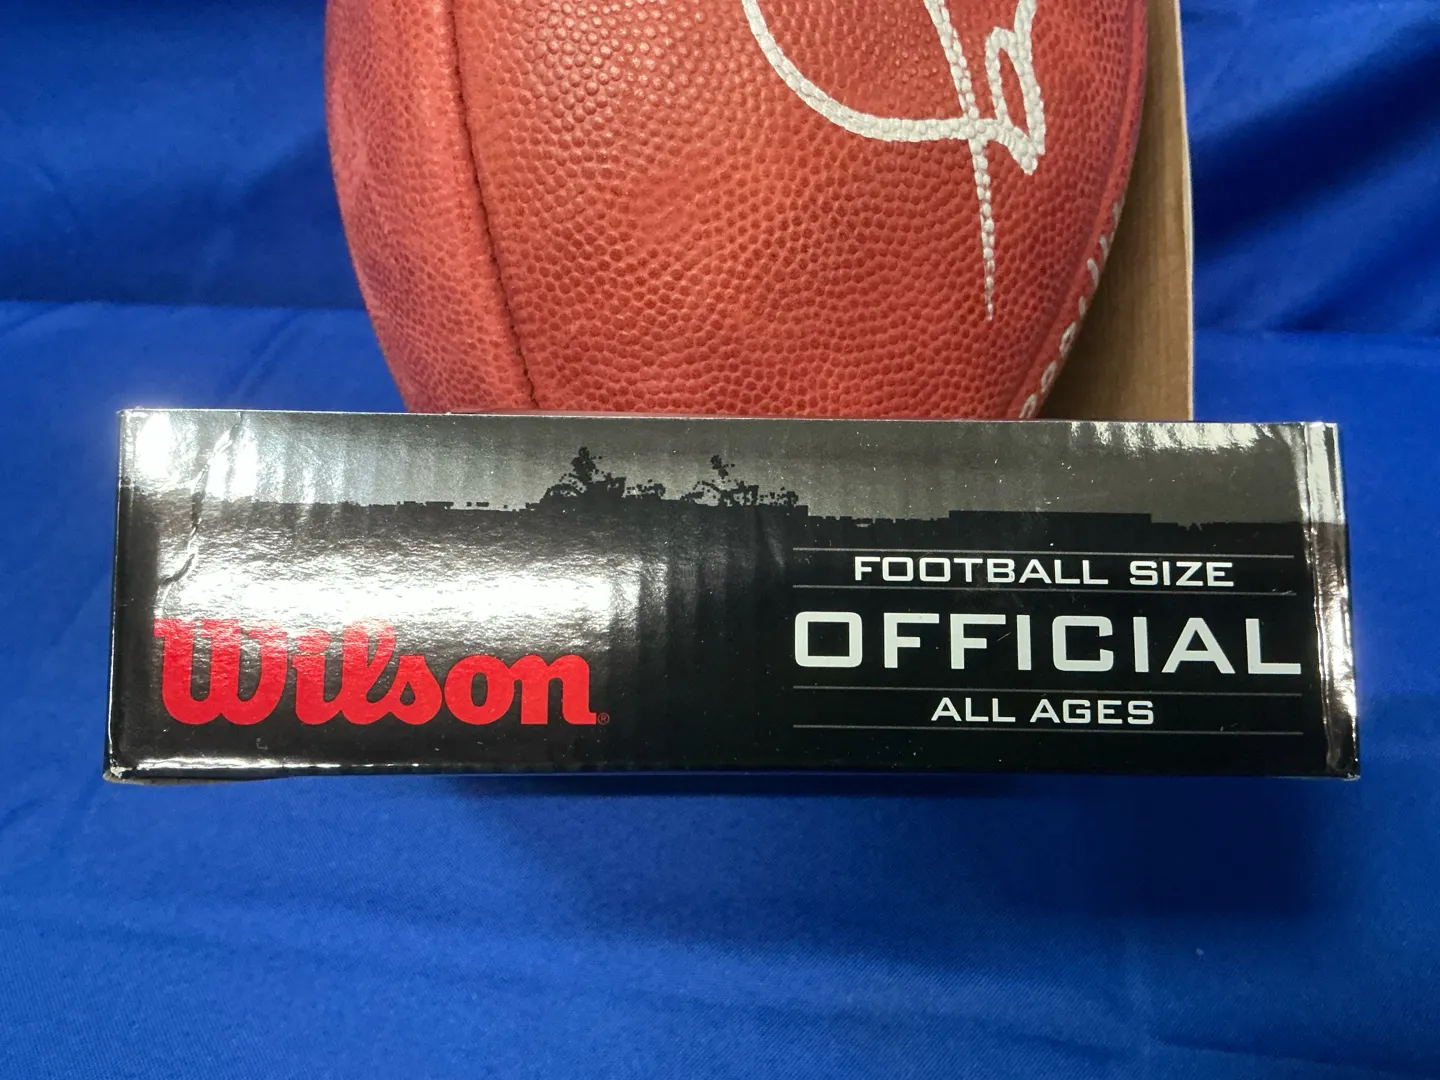 FOOTBALL SIZE
OFFICIAL
ALL AGES
Wilson®